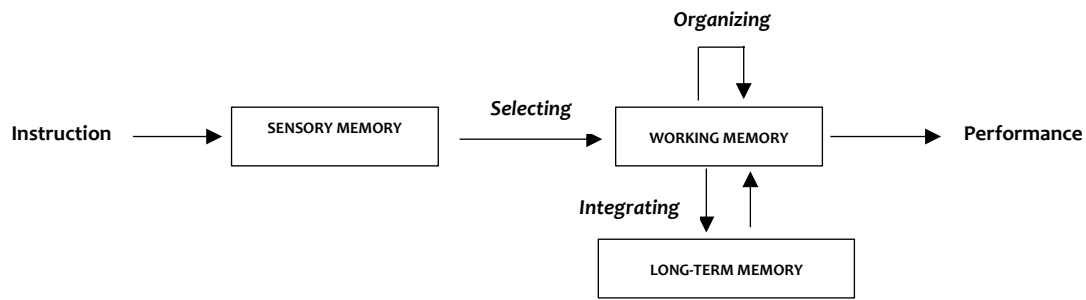 Organizing
Selecting
Instruction
SENSORY MEMORY
WORKING MEMORY
Performance
Integrating
LONG-TERM MEMORY